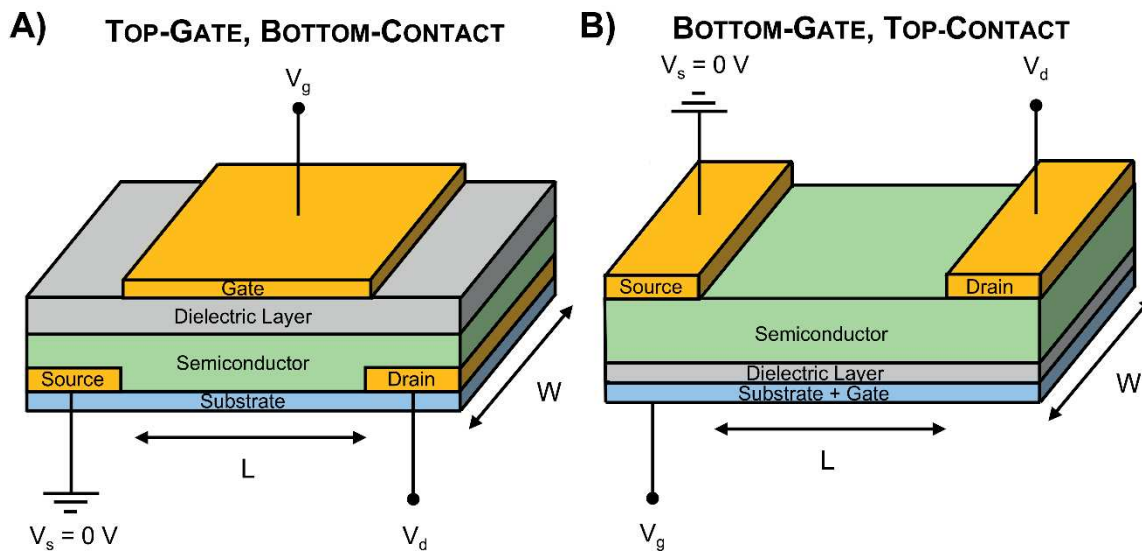 A) TOP-GATE, BOTTOM-CONTACT
Vg
Gate
Dielectric Layer
Semiconductor
Source
Drain
Substrate
W
L
Vs = 0 V
Vd
B) BOTTOM-GATE, TOP-CONTACT
Vs = 0 V
Vd
Source
Drain
Semiconductor
Dielectric Layer
Substrate + Gate
W
L
Vg